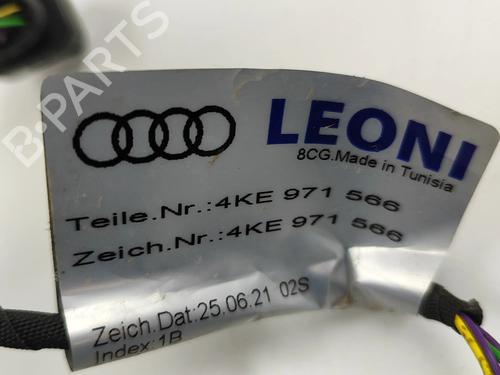 LEONI
8CG.Made in Tunisia
Teile.Nr.:4KE 971 566
Zeich.Nr.:4KE 971 566
Zeich.Dat:25.06.21 02S
Index:1B
B-PARTS